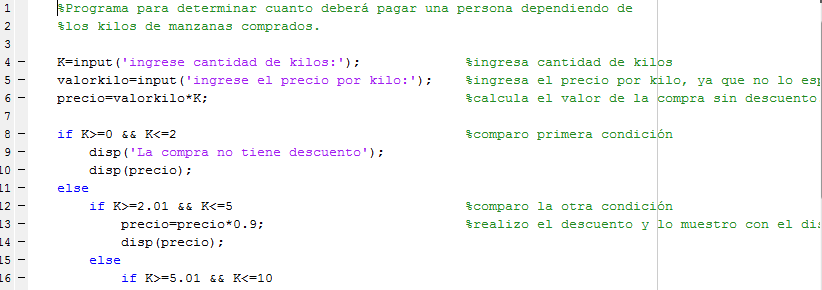 1 %Programa para determinar cuanto deberá pagar una persona dependiendo de
2 %los kilos de manzanas comprados.
3
4 – K=input('ingrese cantidad de kilos:'); %ingresa cantidad de kilos
5 – valorkilo=input('ingrese el precio por kilo:'); %ingresa el precio por kilo, ya que no lo
6 – precio=valorkilo*K; %calcula el valor de la compra sin descuento
7
8 – if K>=0 && K<=2 %comparo primera condición
9 – disp('La compra no tiene descuento');
10 – disp(precio);
11 – else
12 – if K>=2.01 && K<=5 %comparo la otra condición
13 – precio=precio*0.9; %realizo el descuento y lo muestro con el
14 – disp(precio);
15 – else
16 – if K>=5.01 && K<=10